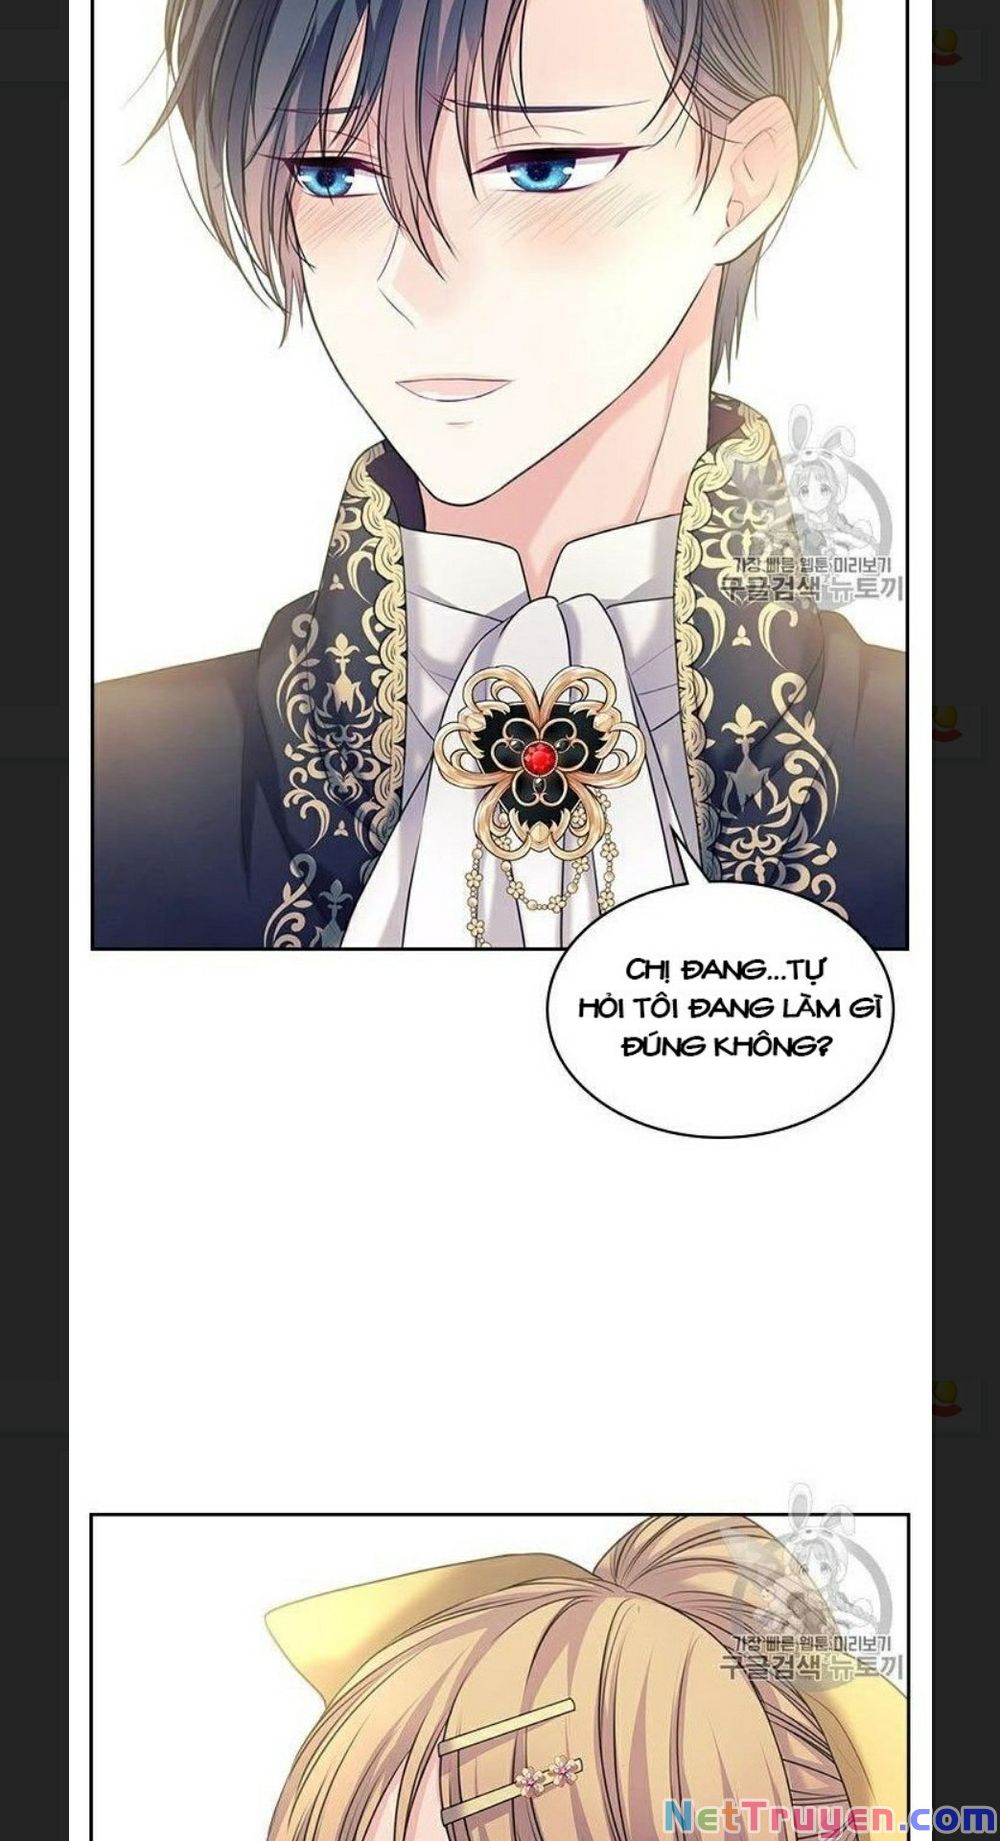 가장 빠른 웹툰 미리보기
구글검색 뉴토끼
CHỊ ĐANG...TỰ
HỎI TÔI ĐANG LÀM GÌ
ĐÚNG KHÔNG?
가장 빠른 웹툰 미리보기
구글검색 뉴토끼
NetTruyen.com